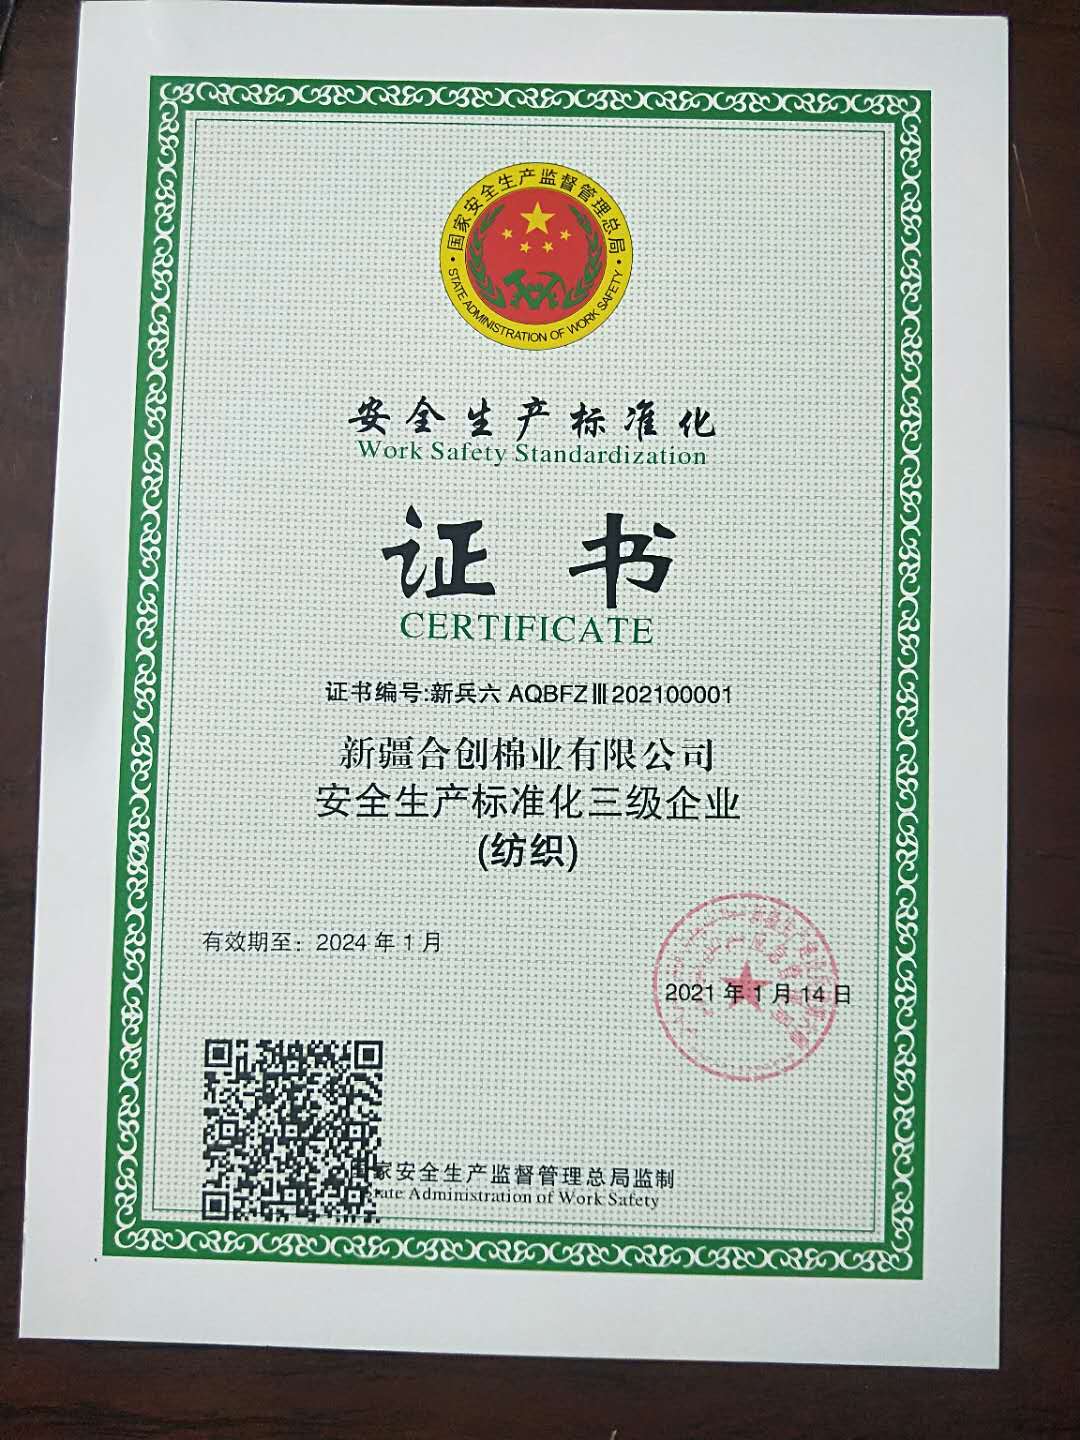 国家安全生产监督管理总局
STATE ADMINISTRATION OF WORK SAFETY
安全生产标准化
Work Safety Standardization
证书
CERTIFICATE
证书编号:新兵六 AQBFZⅢ202100001
新疆合创棉业有限公司
安全生产标准化三级企业
(纺织)
有效期至：2024 年 1 月
2021 年 1 月 14 日
家安全生产监督管理总局监制
State Administration of Work Safety